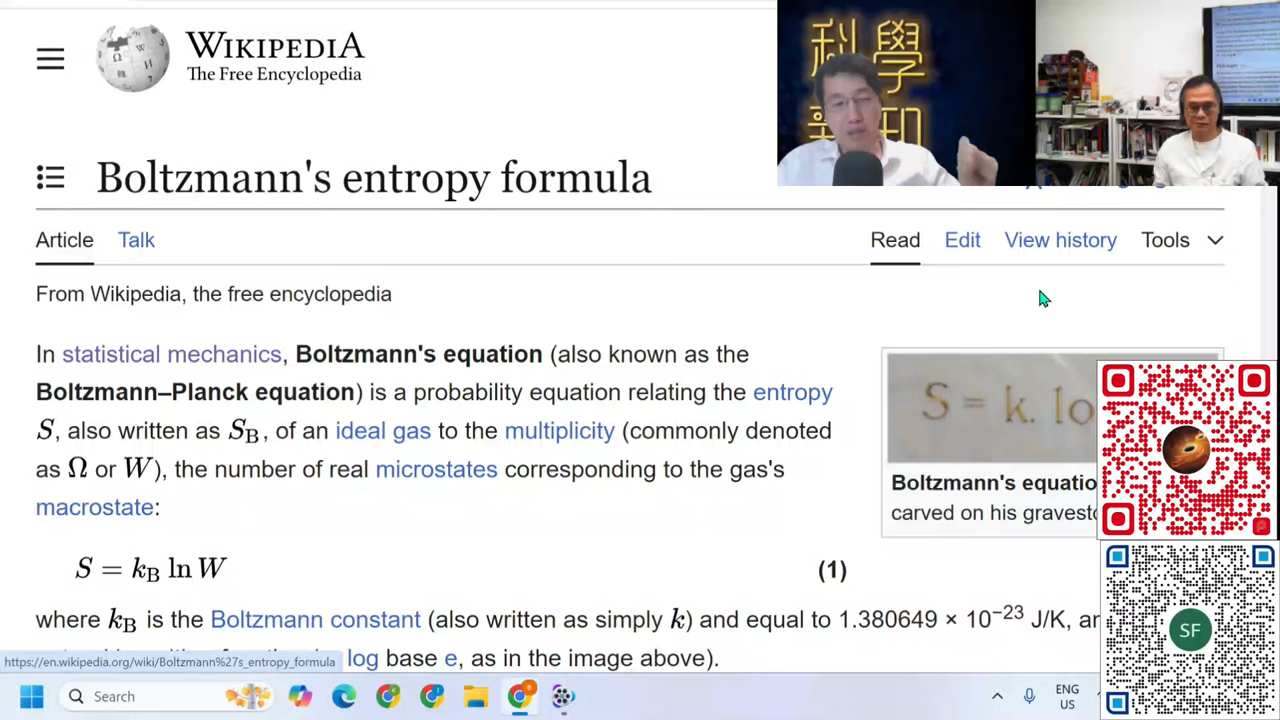 WIKIPEDIA
The Free Encyclopedia
科學
印
Boltzmann's entropy formula
Article Talk
Read Edit View history Tools
From Wikipedia, the free encyclopedia
In statistical mechanics, Boltzmann's equation (also known as the
Boltzmann–Planck equation) is a probability equation relating the entropy
S, also written as S_B, of an ideal gas to the multiplicity (commonly denoted
as Ω or W), the number of real microstates corresponding to the gas's
macrostate:
S = k_B ln W (1)
where k_B is the Boltzmann constant (also written as simply k) and equal to 1.380649 × 10⁻²³ J/K, an
log base e, as in the image above).
S = k. lo
Boltzmann's equatio
carved on his gravest
SF
https://en.wikipedia.org/wiki/Boltzmann%27s_entropy_formula
Search
ENG
US